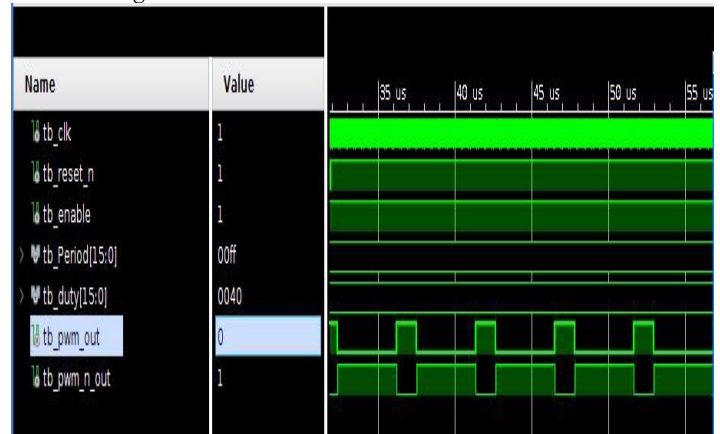 Name Value
35 us 40 us 45 us 50 us 55 us
tb_clk 1
tb_reset_n 1
tb_enable 1
tb_Period[15:0] 00ff
tb_duty[15:0] 0040
tb_pwm_out 0
tb_pwm_n_out 1